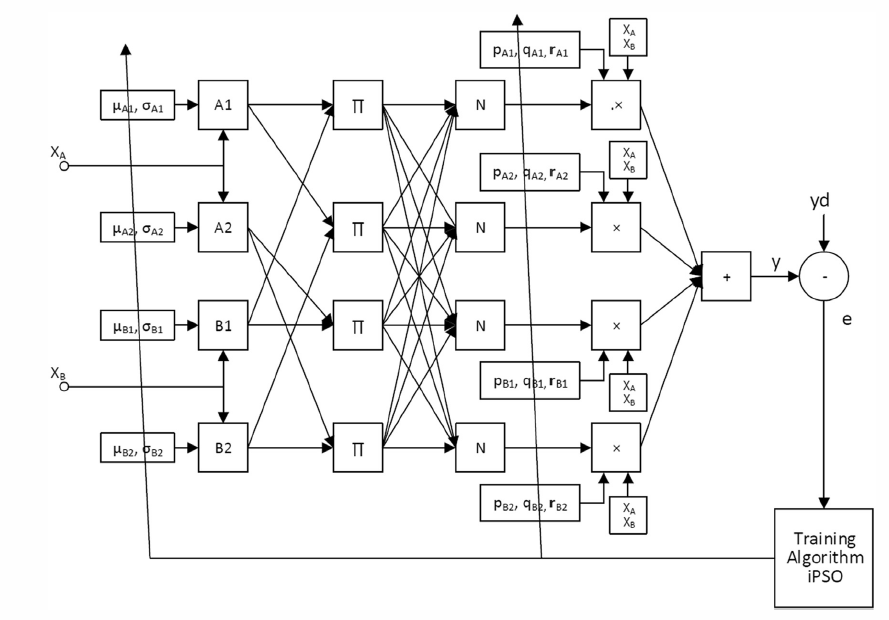 pA1, qA1, rA1
XA
XB
μA1, σA1
A1
∏
N
.×
XA
pA2, qA2, rA2
XA
XB
μA2, σA2
A2
∏
N
×
yd
+
y
-
e
μB1, σB1
B1
∏
N
×
XB
pB1, qB1, rB1
XA
XB
μB2, σB2
B2
∏
N
×
pB2, qB2, rB2
XA
XB
Training
Algorithm
iPSO